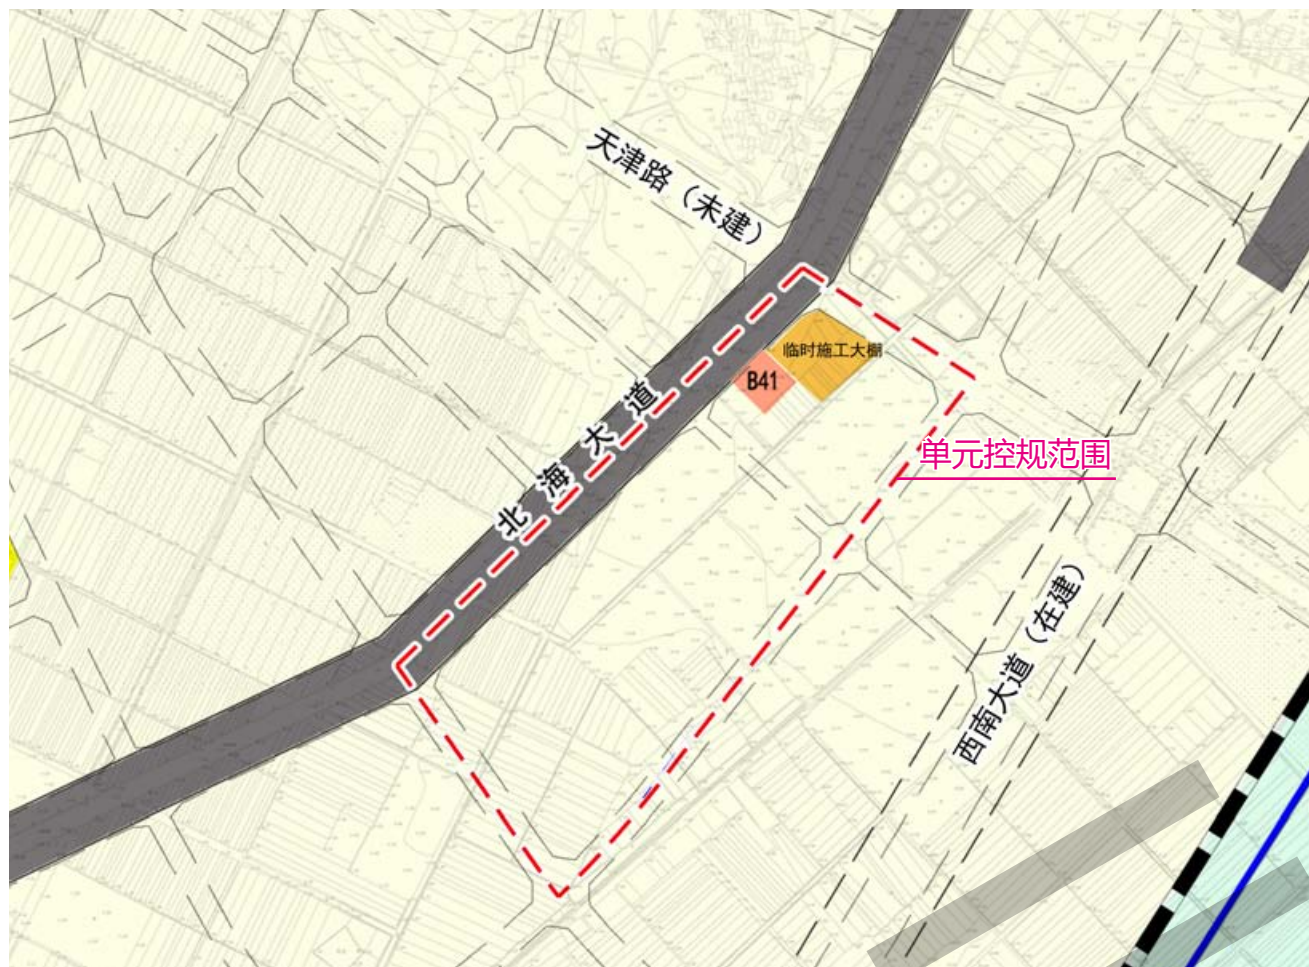 天津路（未建）
临时施工大棚
B41
北海大道
单元控规范围
西南大道（在建）